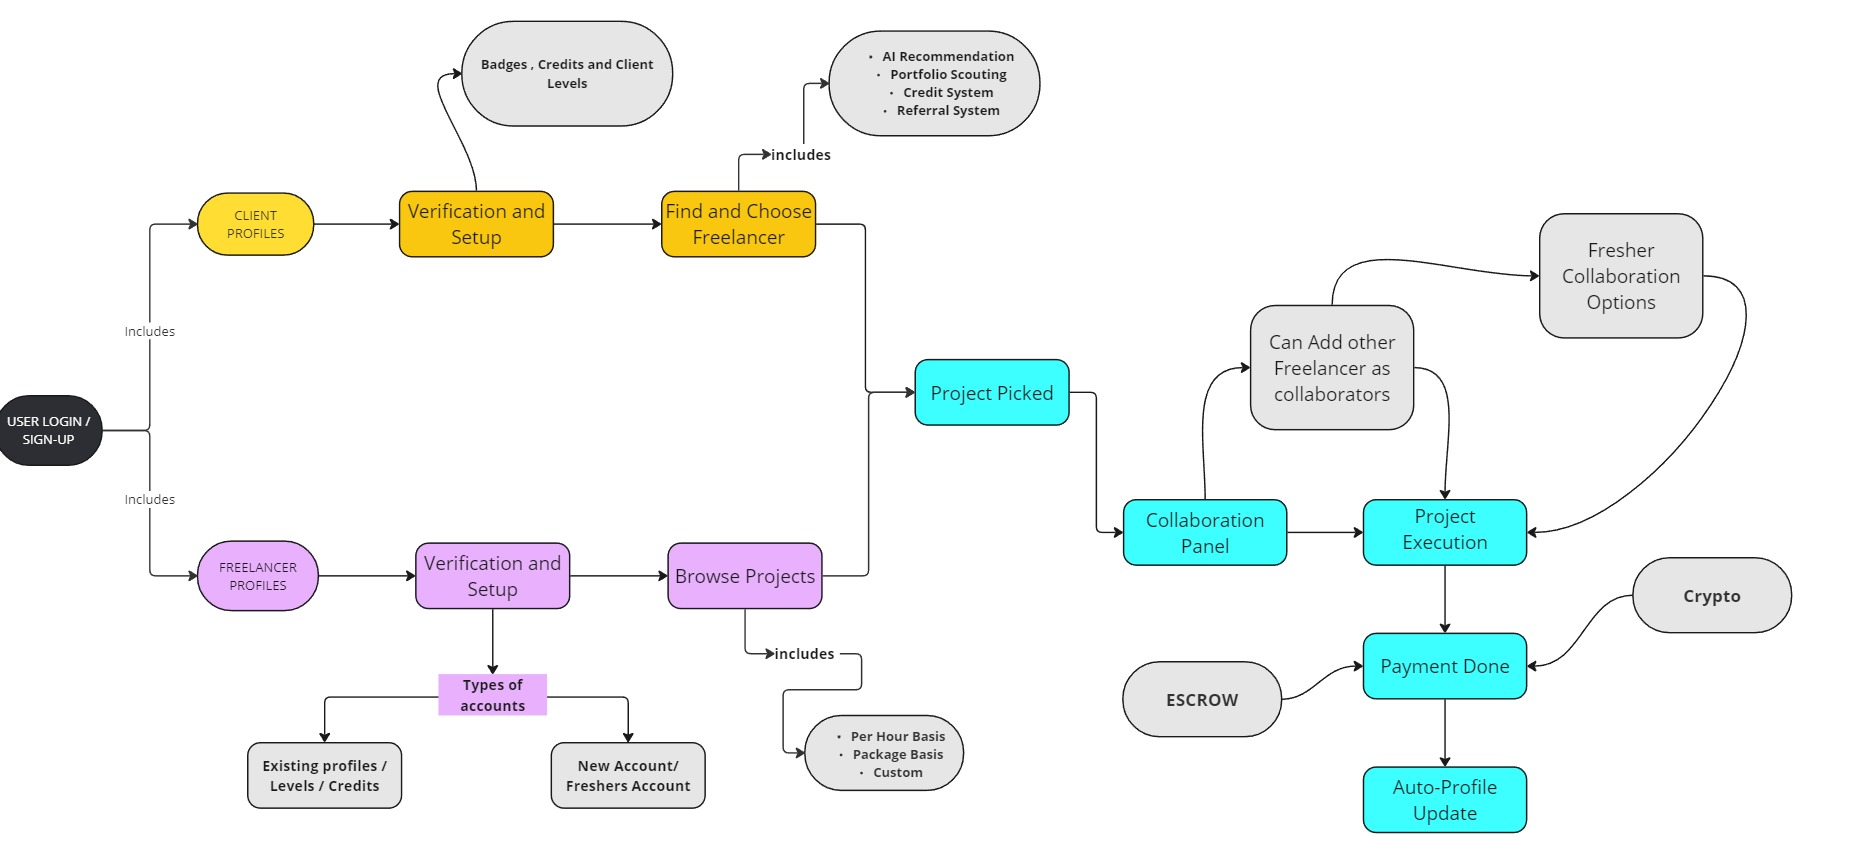 Badges , Credits and Client
Levels
• AI Recommendation
• Portfolio Scouting
• Credit System
• Referral System
includes
CLIENT
PROFILES
Verification and
Setup
Find and Choose
Freelancer
Includes
Fresher
Collaboration
Options
Can Add other
Freelancer as
collaborators
Project Picked
USER LOGIN /
SIGN-UP
Includes
Collaboration
Panel
Project
Execution
FREELANCER
PROFILES
Verification and
Setup
Browse Projects
Crypto
includes
Payment Done
ESCROW
Types of
accounts
• Per Hour Basis
• Package Basis
• Custom
Existing profiles /
Levels / Credits
New Account/
Freshers Account
Auto-Profile
Update